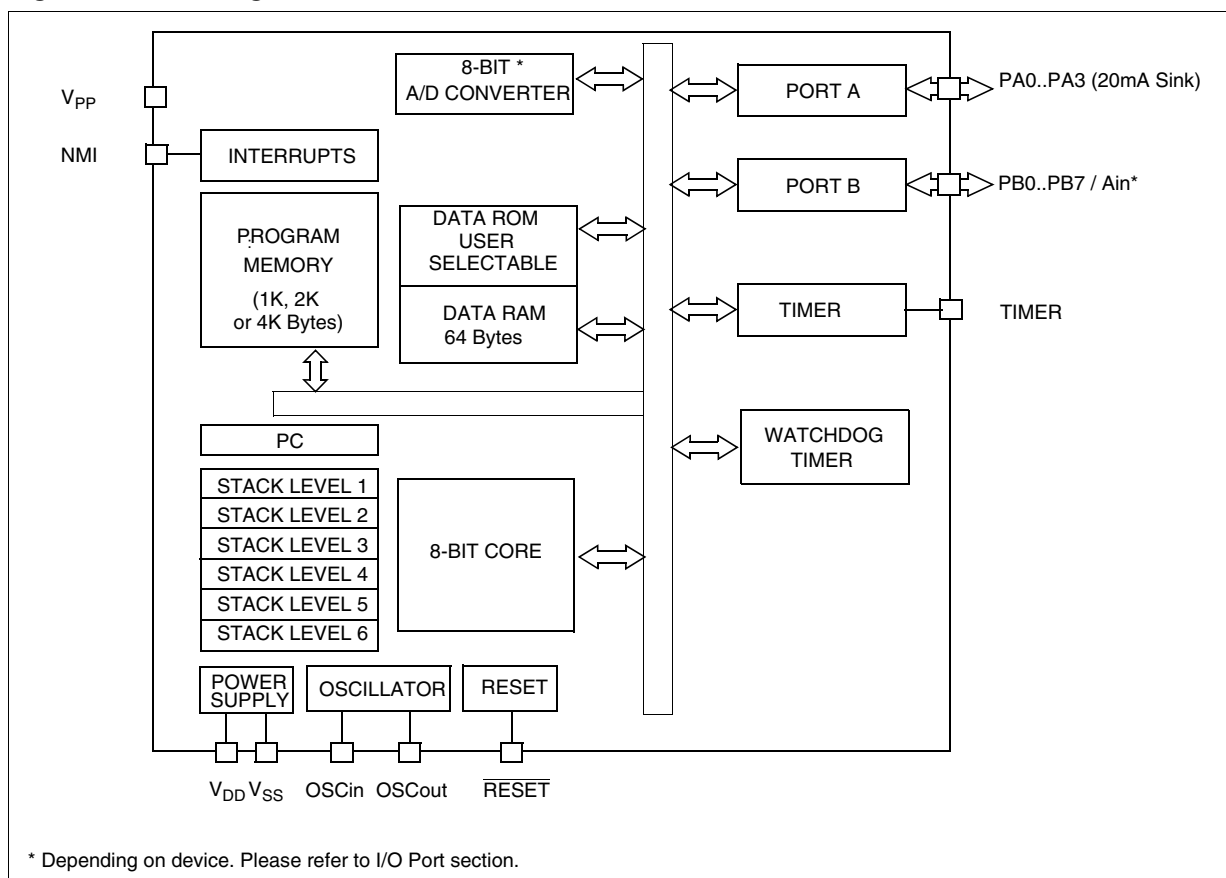 8-BIT *
A/D CONVERTER
PORT A
PA0..PA3 (20mA Sink)
VPP
NMI
INTERRUPTS
PORT B
PB0..PB7 / Ain*
PROGRAM
:
MEMORY
(1K, 2K
or 4K Bytes)
DATA ROM
USER
SELECTABLE
DATA RAM
64 Bytes
TIMER
TIMER
PC
WATCHDOG
TIMER
STACK LEVEL 1
STACK LEVEL 2
STACK LEVEL 3
STACK LEVEL 4
STACK LEVEL 5
STACK LEVEL 6
8-BIT CORE
POWER
SUPPLY
OSCILLATOR
RESET
VDD VSS
OSCin OSCout
RESET
* Depending on device. Please refer to I/O Port section.